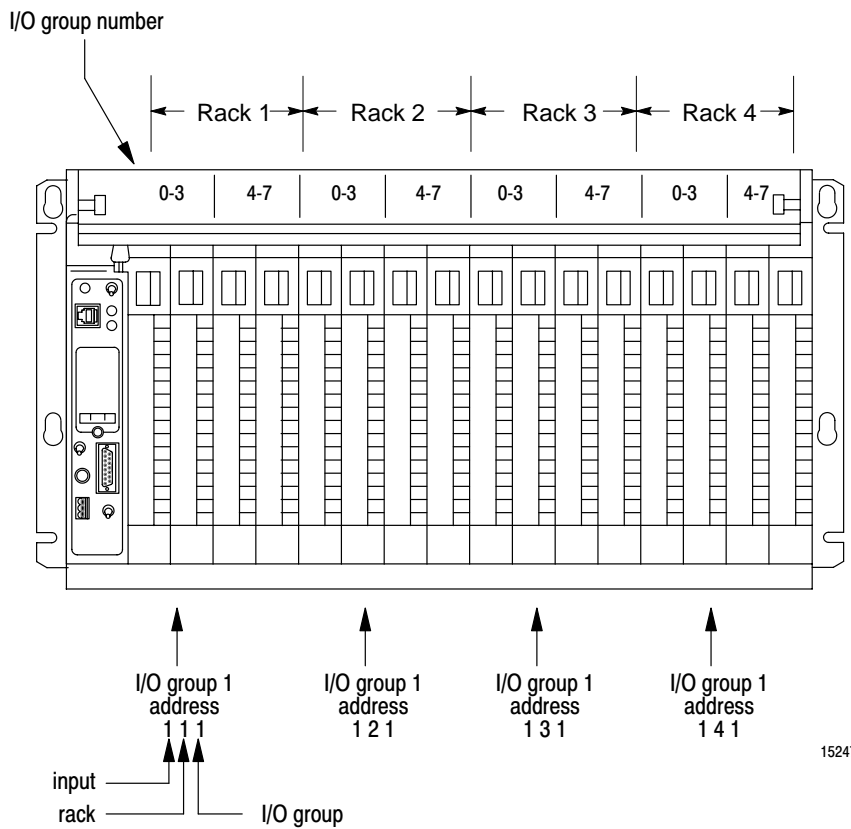 I/O group number
Rack 1 Rack 2 Rack 3 Rack 4
0-3 4-7 0-3 4-7 0-3 4-7 0-3 4-7
I/O group 1 I/O group 1 I/O group 1 I/O group 1
address address address address
1 1 1 1 2 1 1 3 1 1 4 1
15247
input
rack I/O group